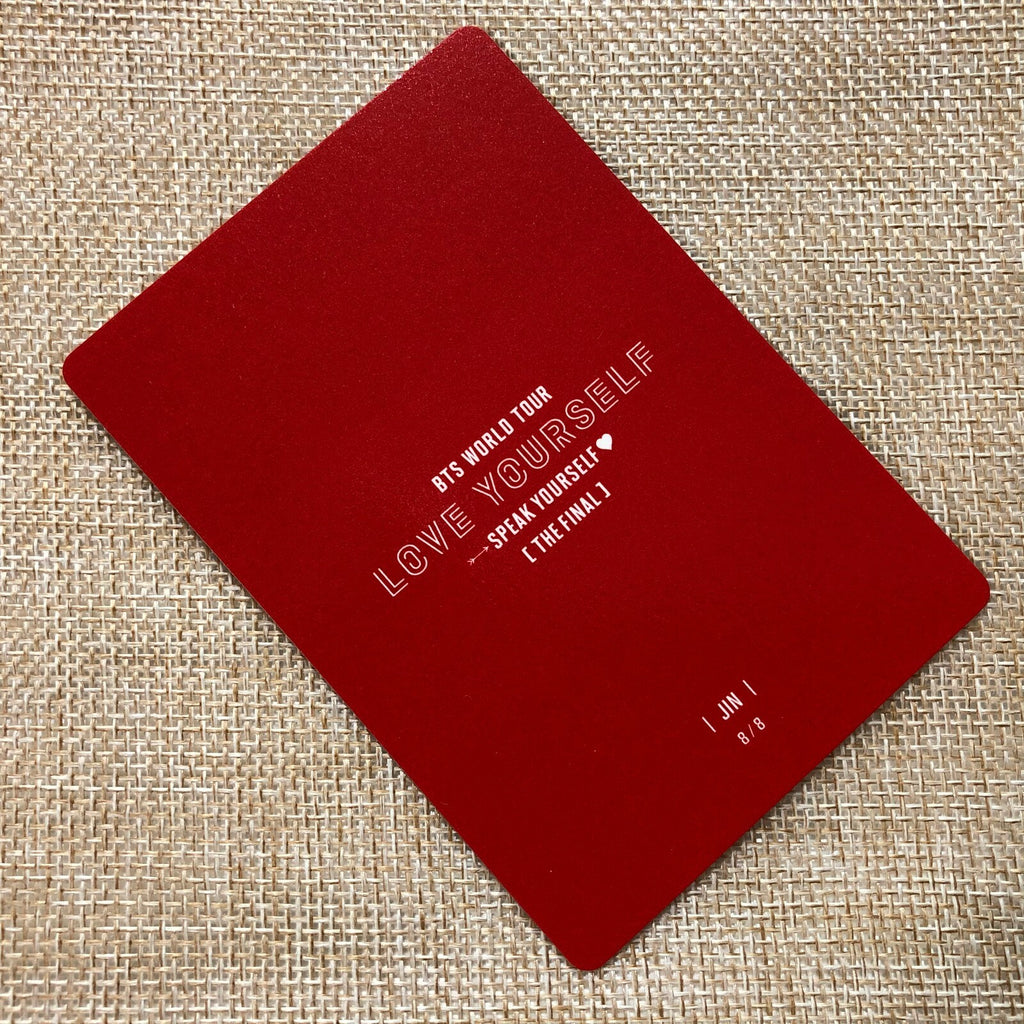 BTS WORLD TOUR
LOVE YOURSELF
SPEAK YOURSELF
[ THE FINAL ]
| JIN |
8/8